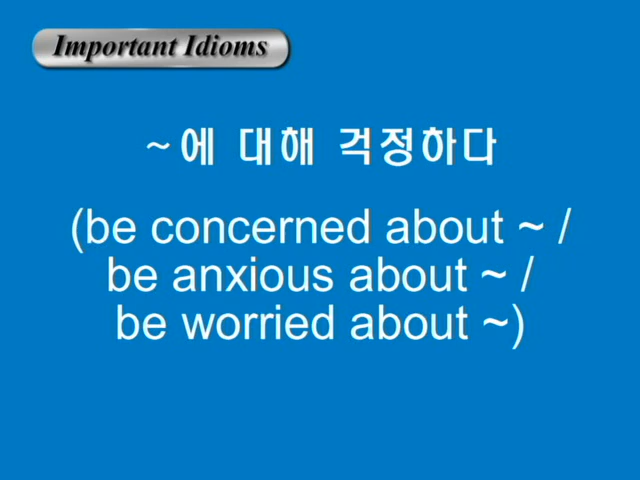 Important Idioms
~에 대해 걱정하다
(be concerned about ~ /
be anxious about ~ /
be worried about ~)